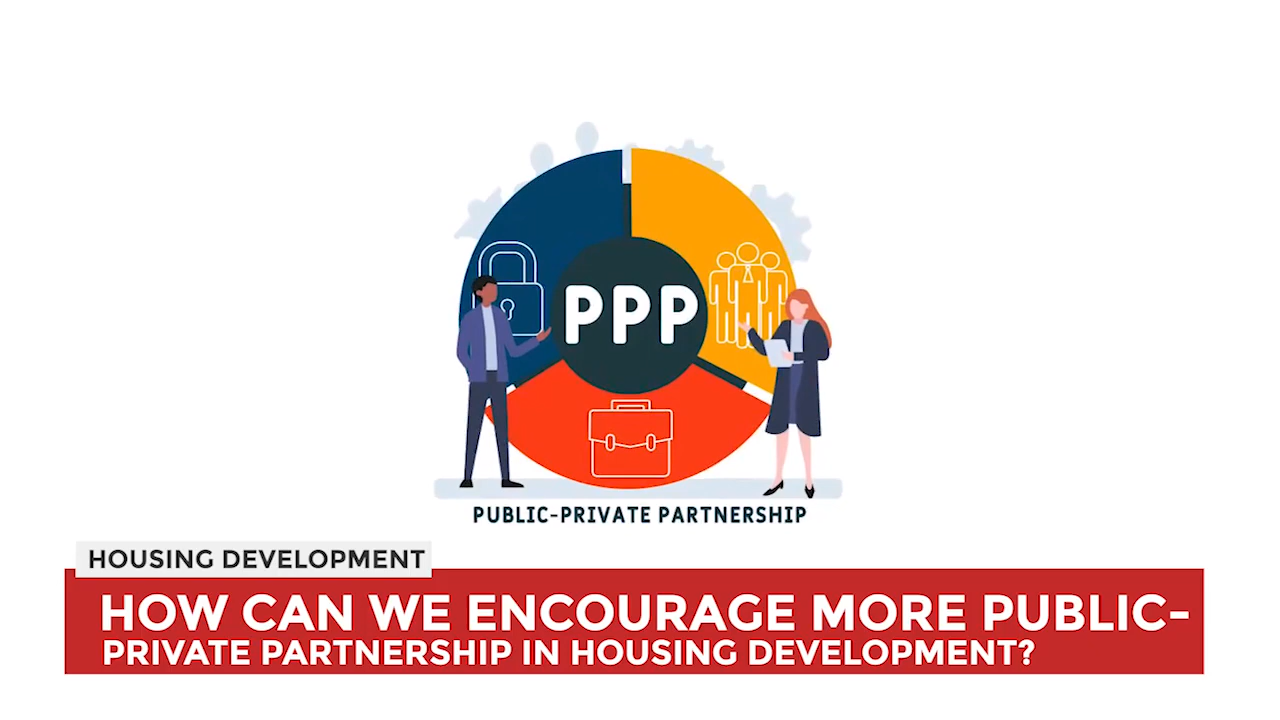 PPP
PUBLIC-PRIVATE PARTNERSHIP
HOUSING DEVELOPMENT
HOW CAN WE ENCOURAGE MORE PUBLIC-
PRIVATE PARTNERSHIP IN HOUSING DEVELOPMENT?